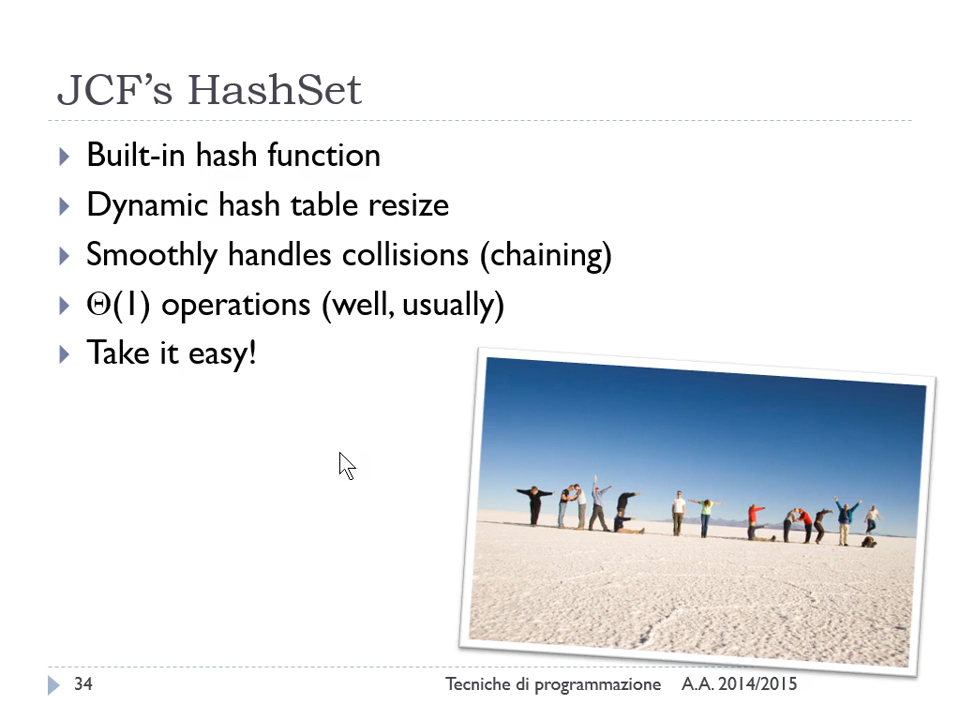 JCF's HashSet
Built-in hash function
Dynamic hash table resize
Smoothly handles collisions (chaining)
Θ(1) operations (well, usually)
Take it easy!
34
Tecniche di programmazione A.A. 2014/2015